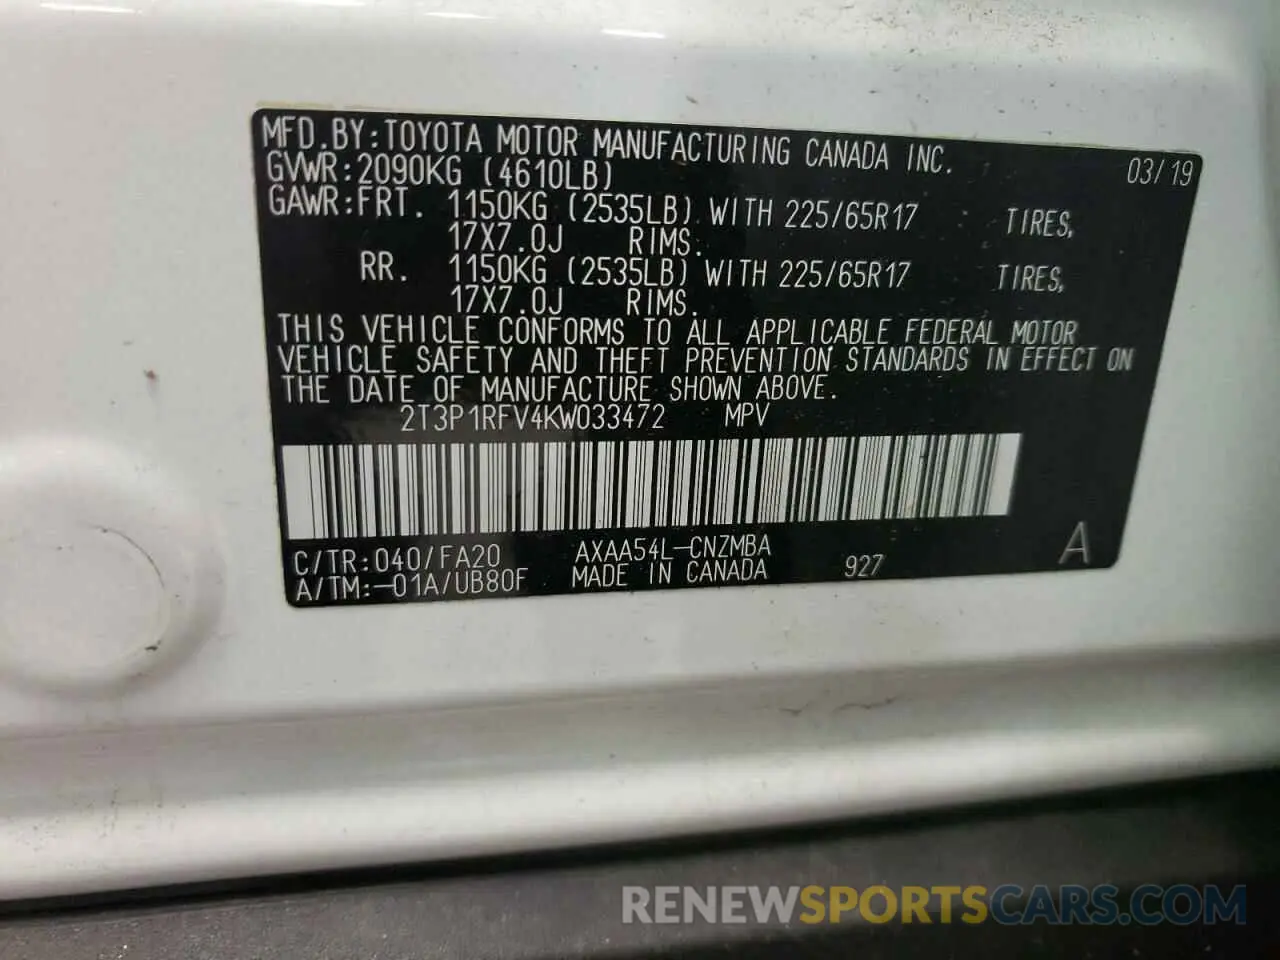 MFD.BY:TOYOTA MOTOR MANUFACTURING CANADA INC. 03/19
GVWR:2090KG (4610LB)
GAWR:FRT. 1150KG (2535LB) WITH 225/65R17 TIRES,
17X7.0J RIMS.
RR. 1150KG (2535LB) WITH 225/65R17 TIRES,
17X7.0J RIMS.
THIS VEHICLE CONFORMS TO ALL APPLICABLE FEDERAL MOTOR
VEHICLE SAFETY AND THEFT PREVENTION STANDARDS IN EFFECT ON
THE DATE OF MANUFACTURE SHOWN ABOVE.
2T3P1RFV4KW033472 MPV
C/TR:040/FA20 AXAA54L-CNZMBA A
A/TM:-01A/UB80F MADE IN CANADA 927
RENEWSPORTSCARS.COM